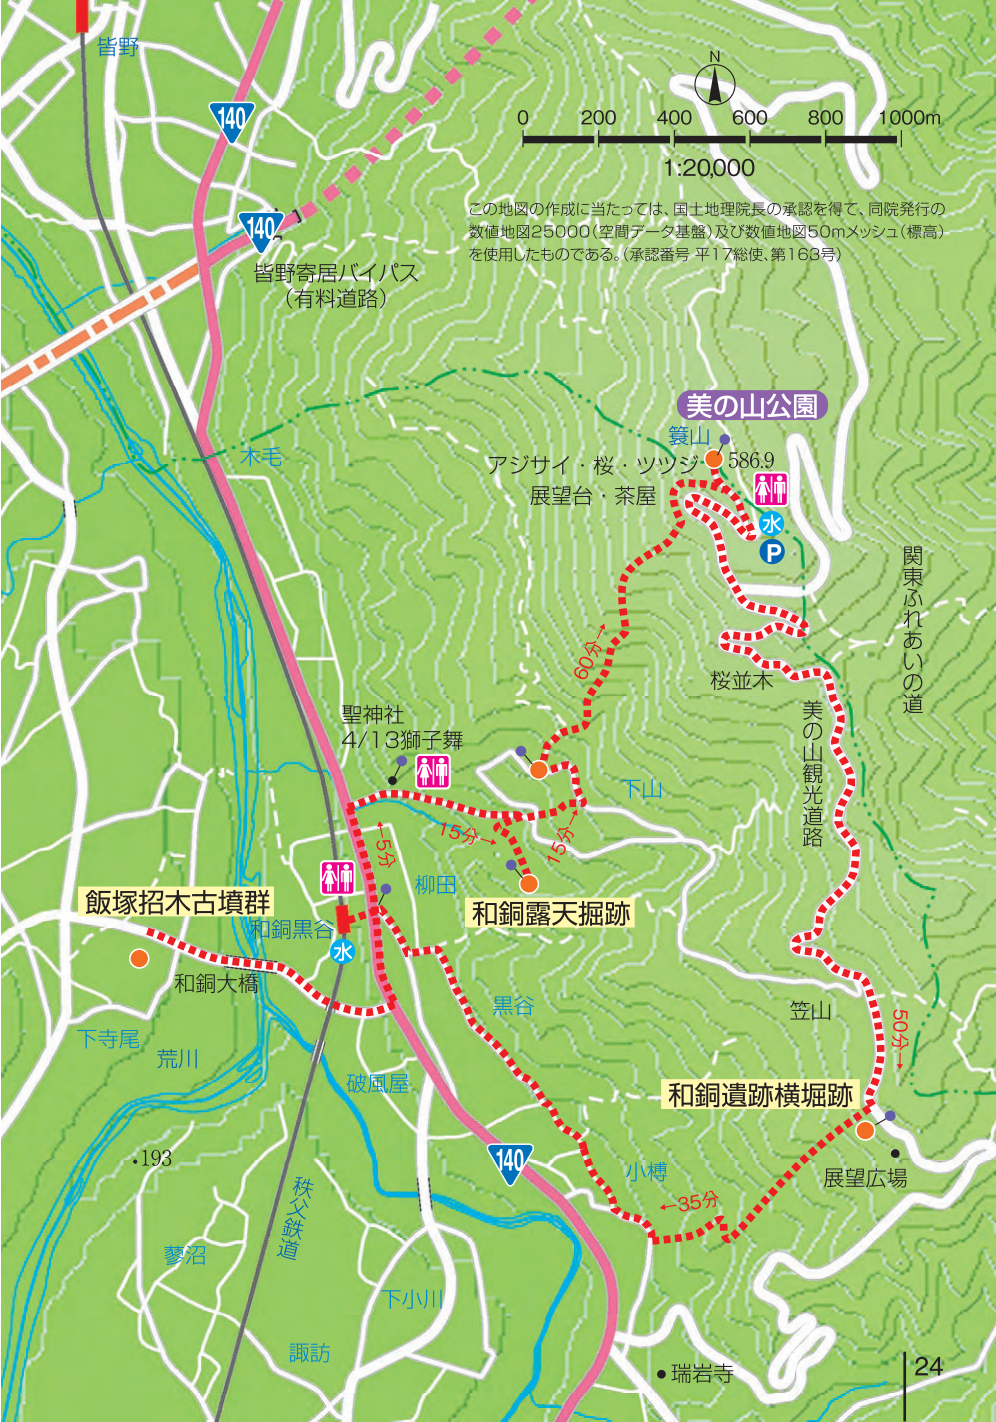 皆野
140
N
0 200 400 600 800 1000m
1:20,000
この地図の作成に当たっては、国土地理院長の承認を得て、同院発行の
数値地図25000(空間データ基盤)及び数値地図50mメッシュ(標高)
を使用したものである。(承認番号 平17総使、第163号)
140
皆野寄居バイパス
(有料道路)
美の山公園
簑山
586.9
アジサイ・桜・ツツジ
展望台・茶屋
木毛
水
P
関東ふれあいの道
60分→
桜並木
美の山観光道路
聖神社
4/13獅子舞
下山
15分→
15分→
←5分
柳田
飯塚招木古墳群
和銅露天掘跡
和銅黒谷
水
和銅大橋
黒谷
笠山
50分→
下寺尾
荒川
破風屋
和銅遺跡横堀跡
140
193
小榑
展望広場
←35分
秩父鉄道
蓼沼
下小川
諏訪
瑞岩寺
24